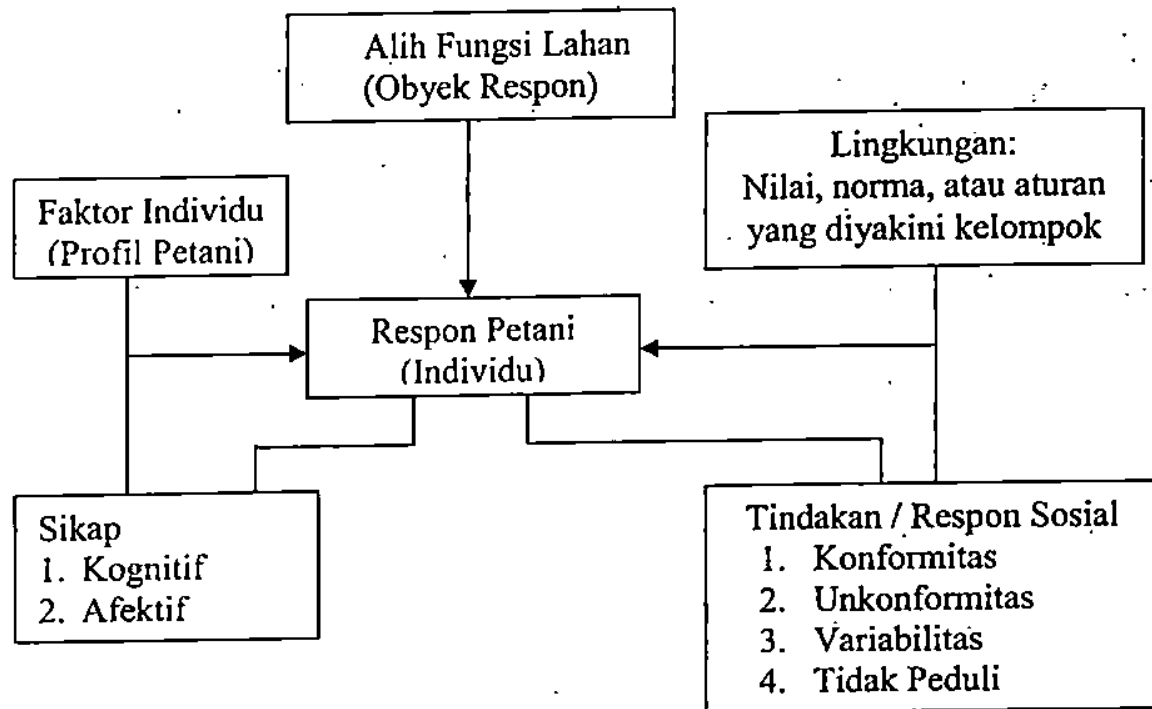 Alih Fungsi Lahan
(Obyek Respon)
Lingkungan:
Nilai, norma, atau aturan
yang diyakini kelompok
Faktor Individu
(Profil Petani)
Respon Petani
(Individu)
Sikap
1. Kognitif
2. Afektif
Tindakan / Respon Sosial
1. Konformitas
2. Unkonformitas
3. Variabilitas
4. Tidak Peduli